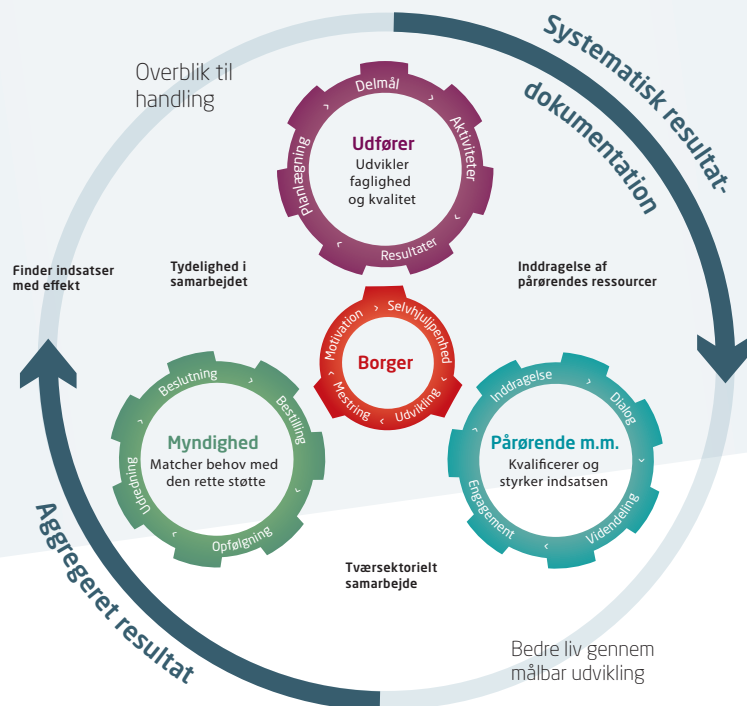 Overblik til
handling
Systematisk resultat-
dokumentation
Planlægning › Delmål › Aktiviteter › Resultater ›
Udfører
Udvikler
faglighed
og kvalitet
Finder indsatser
med effekt
Tydelighed i
samarbejdet
Inddragelse af
pårørendes ressourcer
Motivation › Selvhjulpenhed › Udvikling › Mestring ›
Borger
Udredning › Beslutning › Bestilling › Opfølgning ›
Myndighed
Matcher behov med
den rette støtte
Inddragelse › Dialog › Videndeling › Engagement ›
Pårørende m.m.
Kvalificerer og
styrker indsatsen
Aggregeret resultat
Tværsektorielt
samarbejde
Bedre liv gennem
målbar udvikling